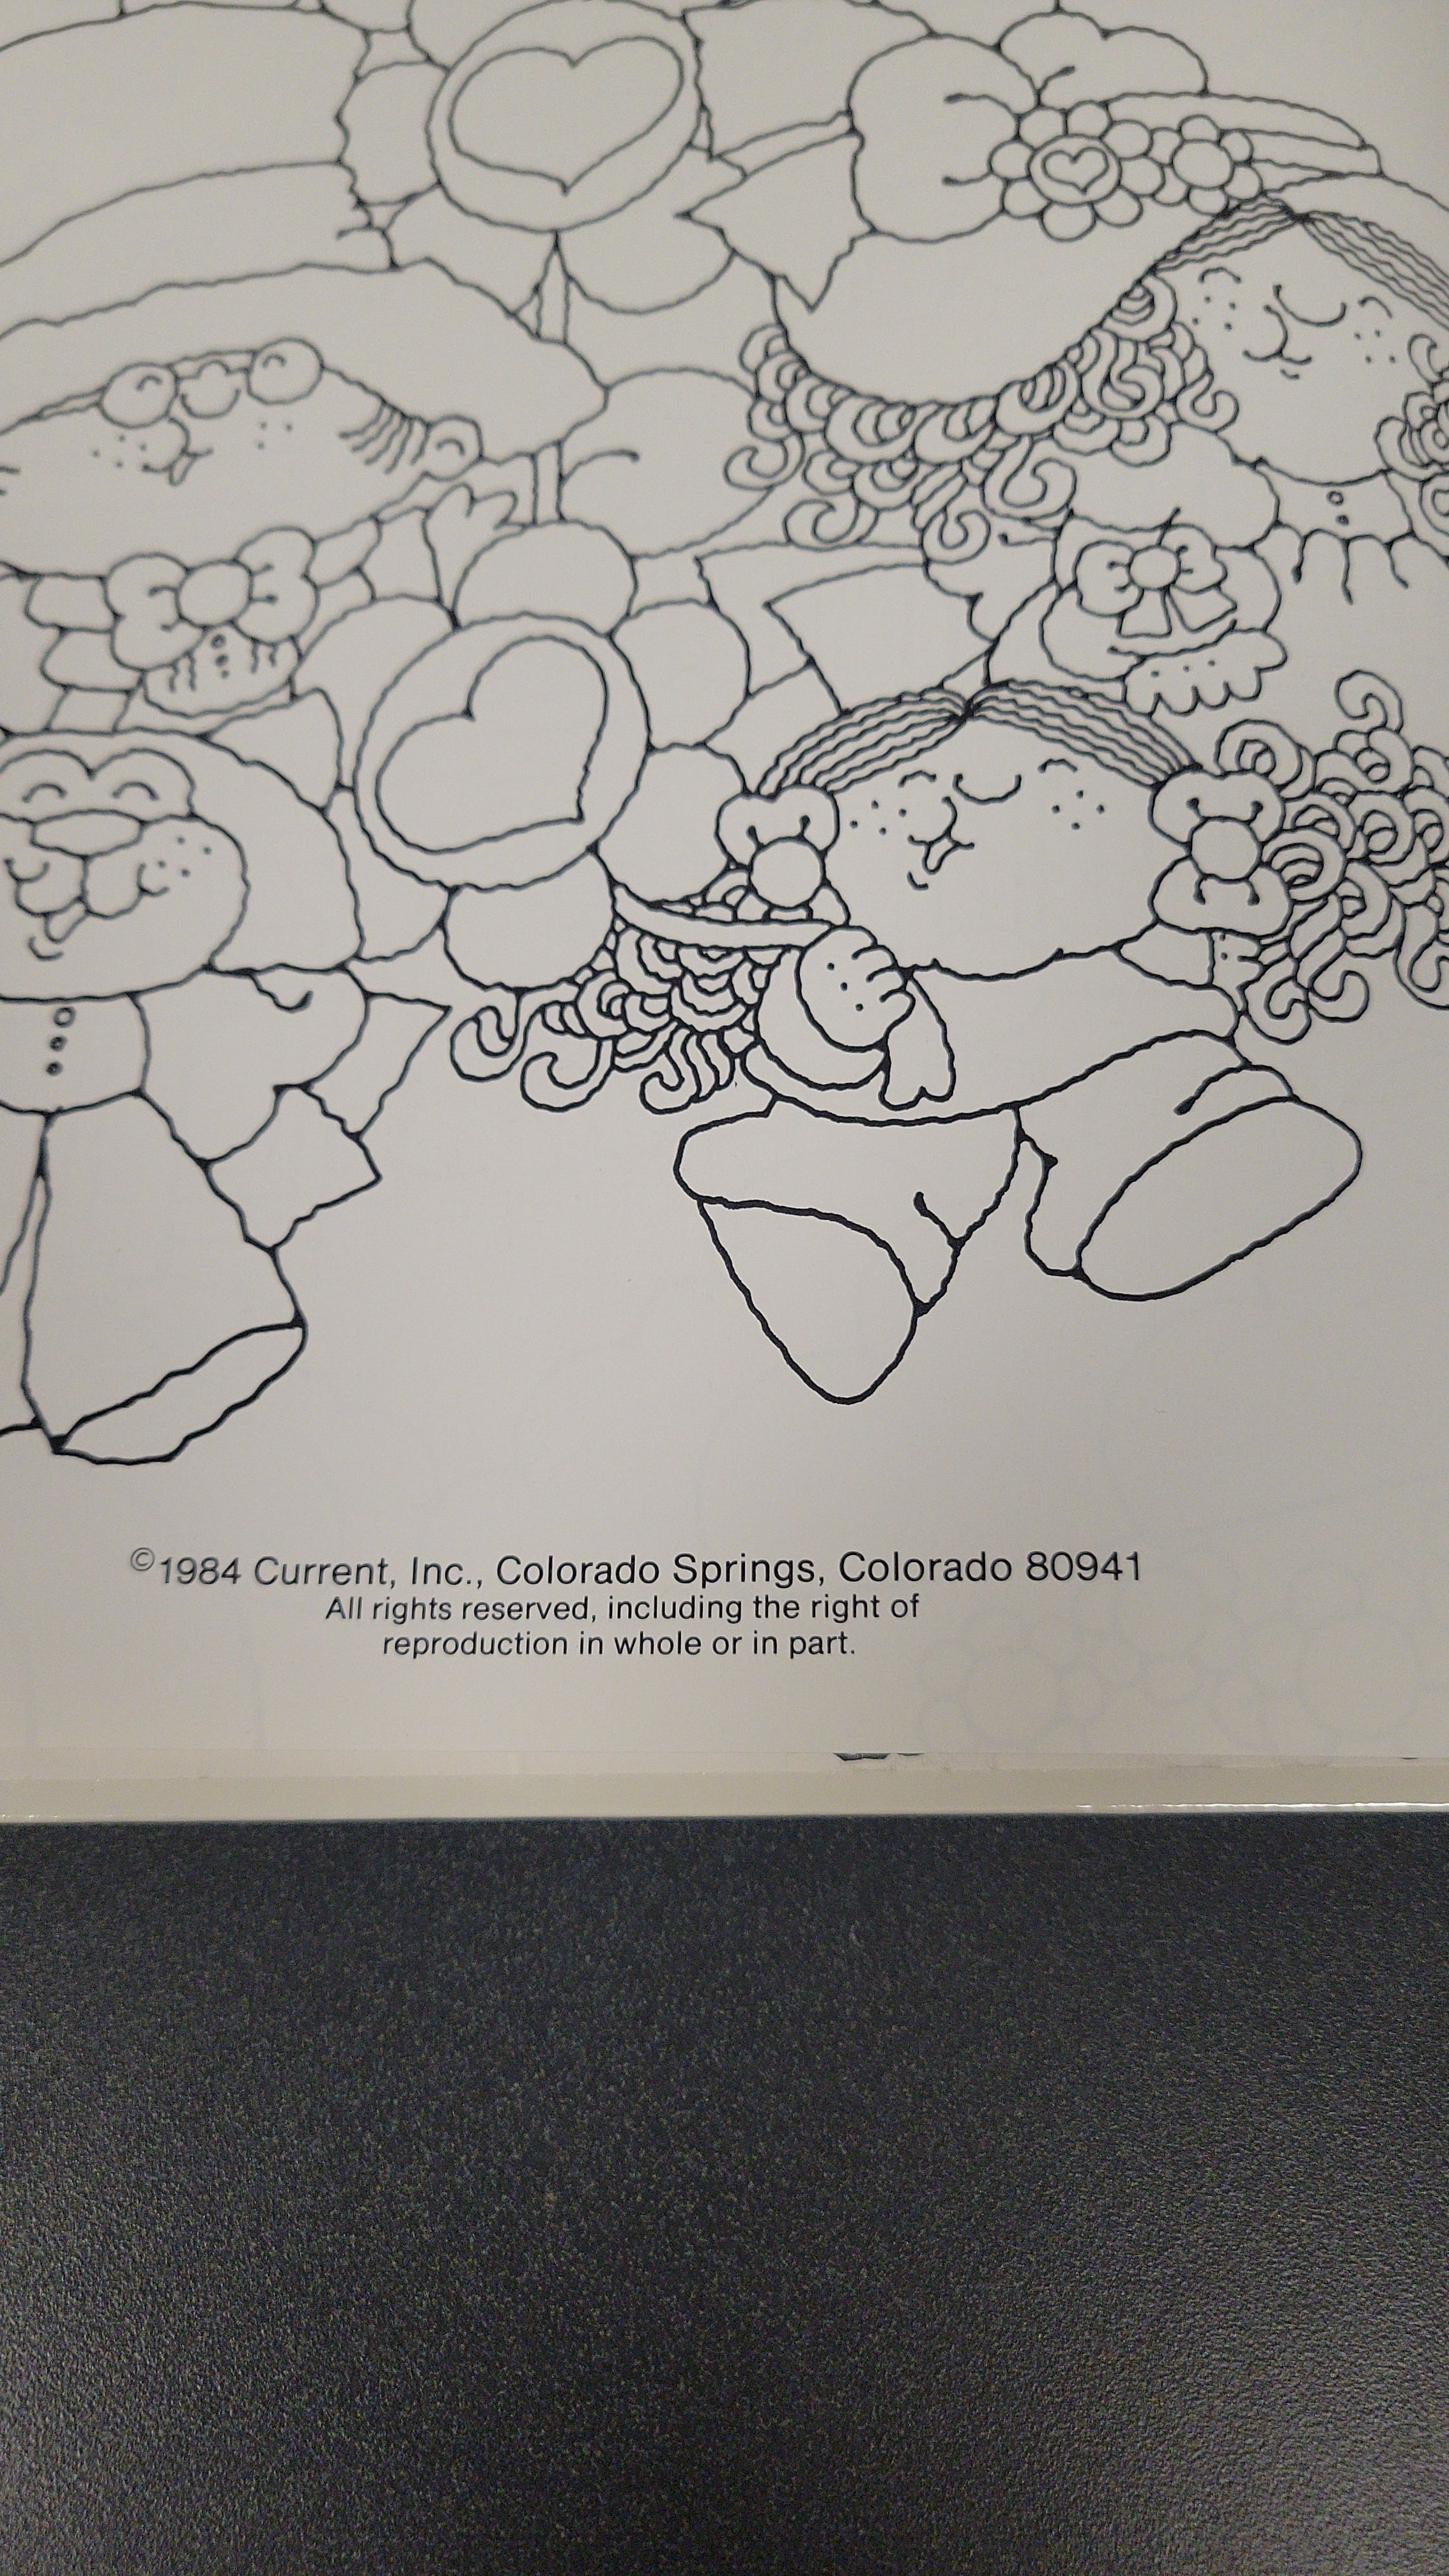 ©1984 Current, Inc., Colorado Springs, Colorado 80941
All rights reserved, including the right of
reproduction in whole or in part.